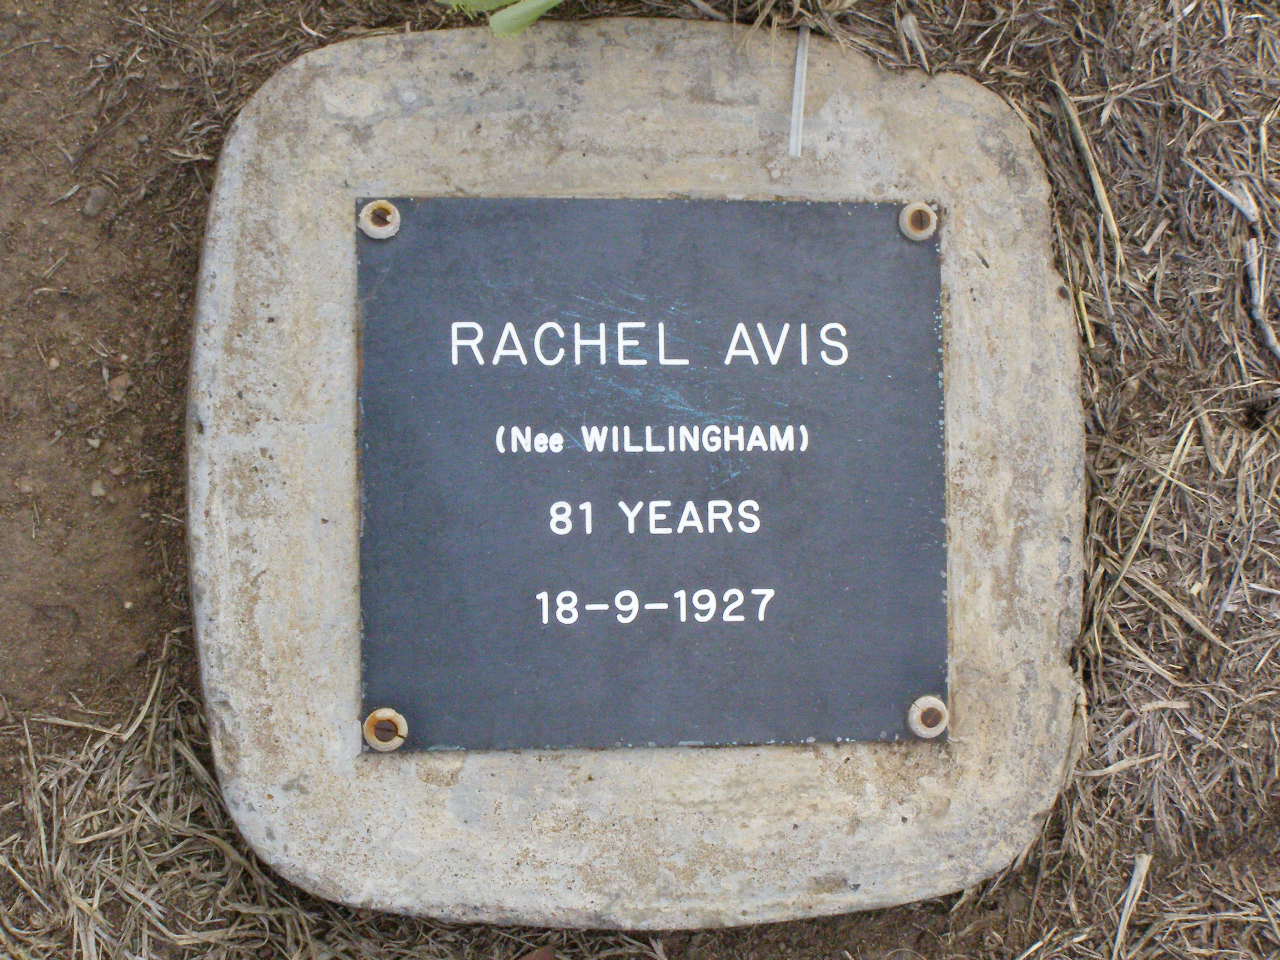 RACHEL AVIS
(Nee WILLINGHAM)
81 YEARS
18-9-1927